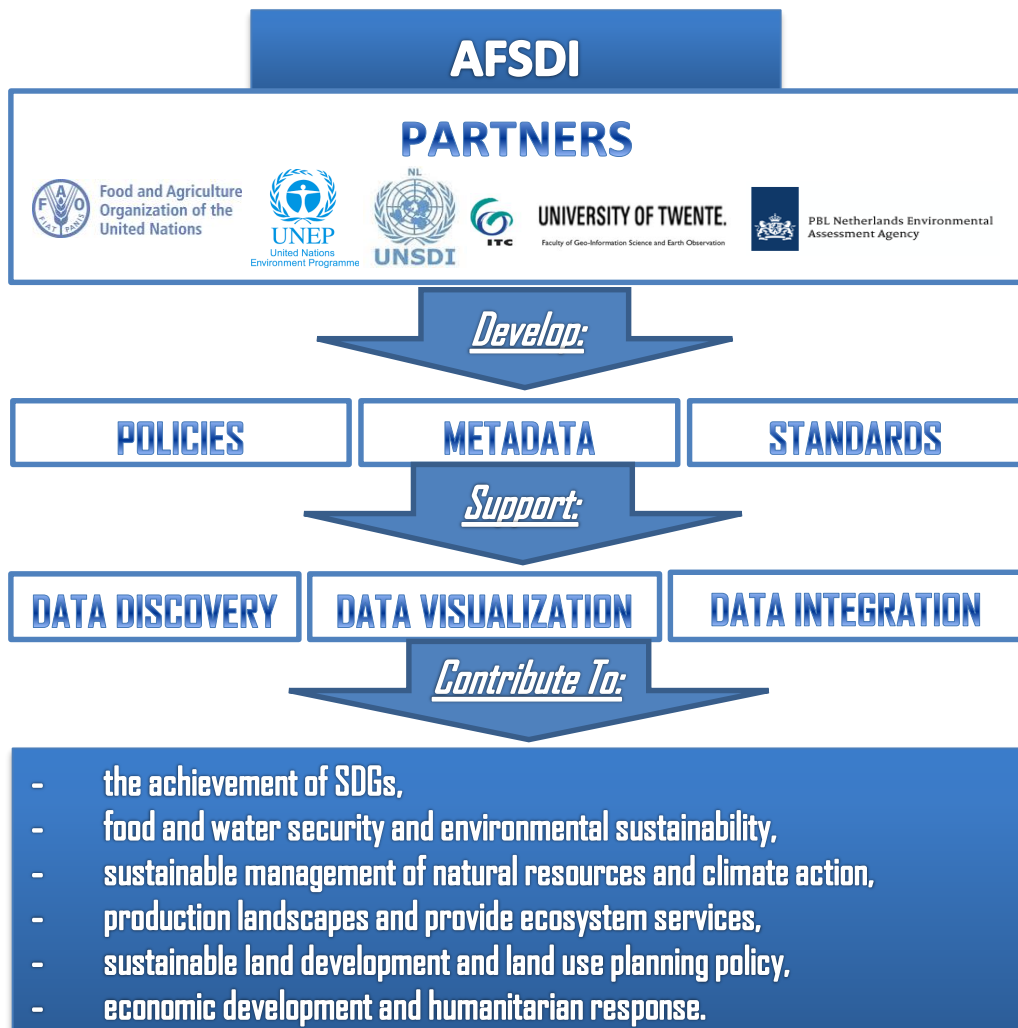 AFSDI
PARTNERS
F A O
FIAT PANIS
Food and Agriculture
Organization of the
United Nations
UNEP
United Nations
Environment Programme
NL
UNSDI
ITC
UNIVERSITY OF TWENTE.
Faculty of Geo-Information Science and Earth Observation
PBL Netherlands Environmental
Assessment Agency
Develop:
POLICIES
METADATA
STANDARDS
Support:
DATA DISCOVERY
DATA VISUALIZATION
DATA INTEGRATION
Contribute To:
- the achievement of SDGs,
- food and water security and environmental sustainability,
- sustainable management of natural resources and climate action,
- production landscapes and provide ecosystem services,
- sustainable land development and land use planning policy,
- economic development and humanitarian response.